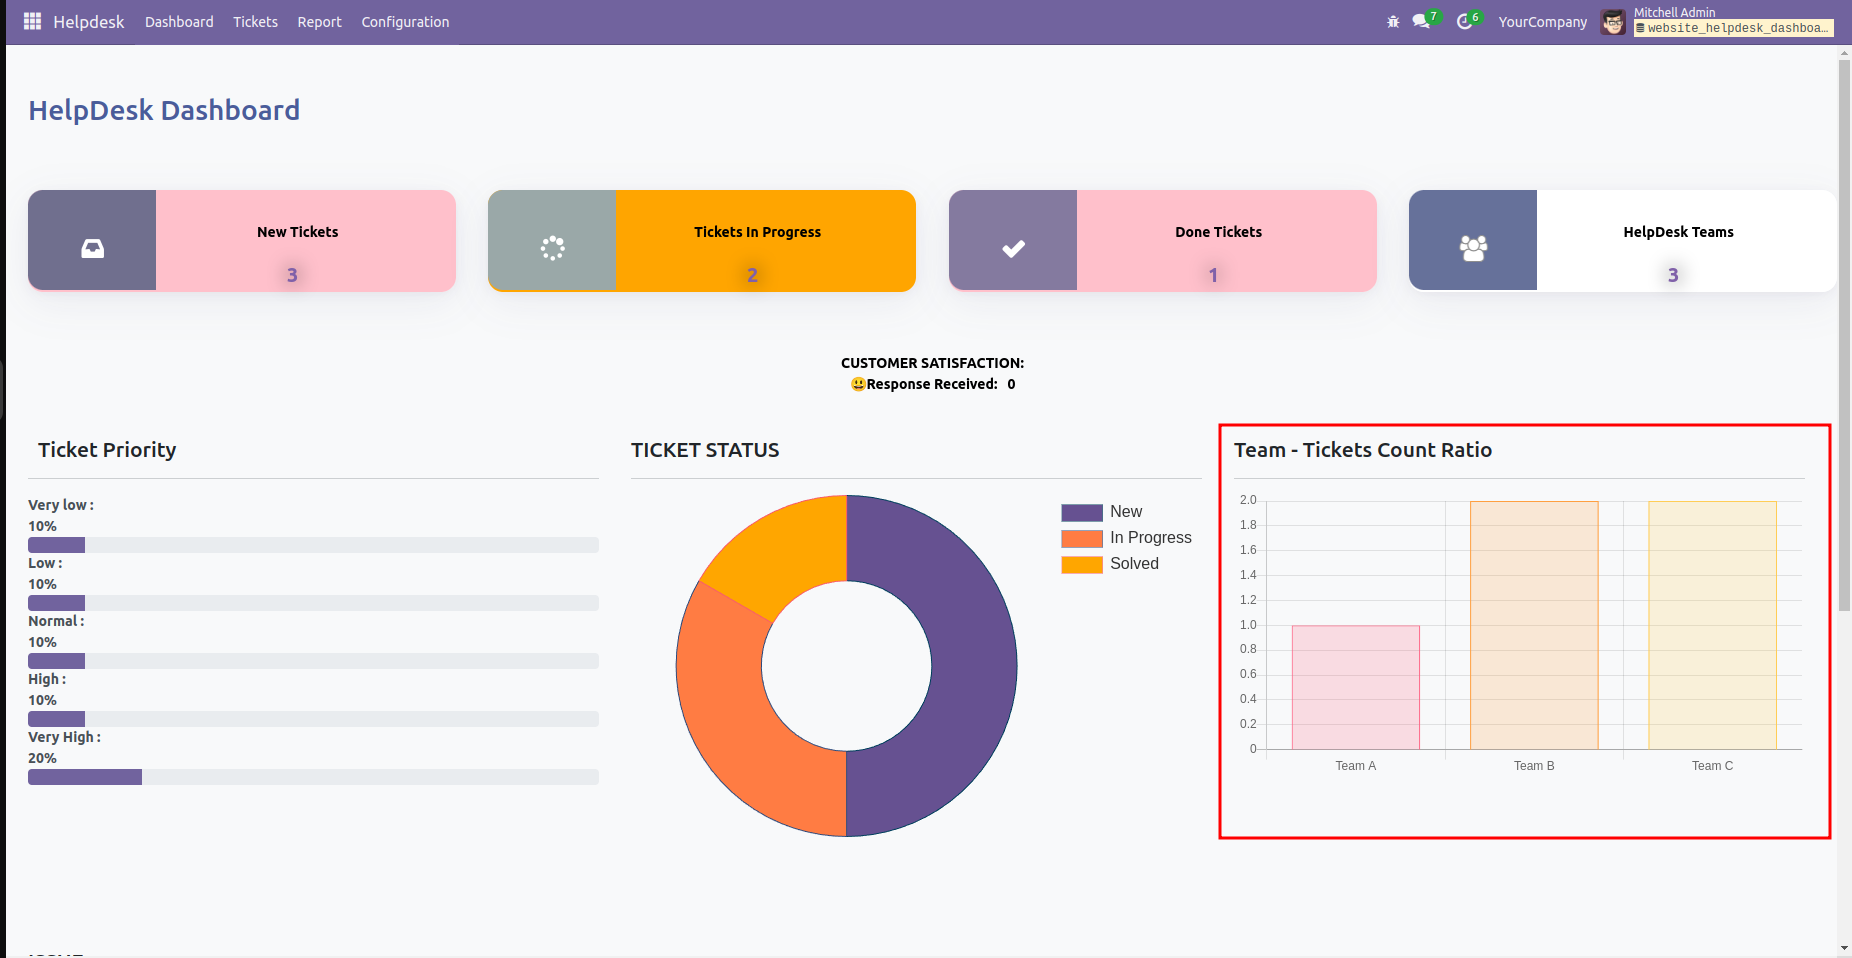 Helpdesk Dashboard Tickets Report Configuration 7 6 YourCompany Mitchell Admin
website_helpdesk_dashboa...
HelpDesk Dashboard
New Tickets
3
Tickets In Progress
2
Done Tickets
1
HelpDesk Teams
3
CUSTOMER SATISFACTION:
😃Response Received: 0
Ticket Priority
Very low :
10%
Low :
10%
Normal :
10%
High :
10%
Very High :
20%
TICKET STATUS
New
In Progress
Solved
Team - Tickets Count Ratio
2.0
1.8
1.6
1.4
1.2
1.0
0.8
0.6
0.4
0.2
0
Team A Team B Team C